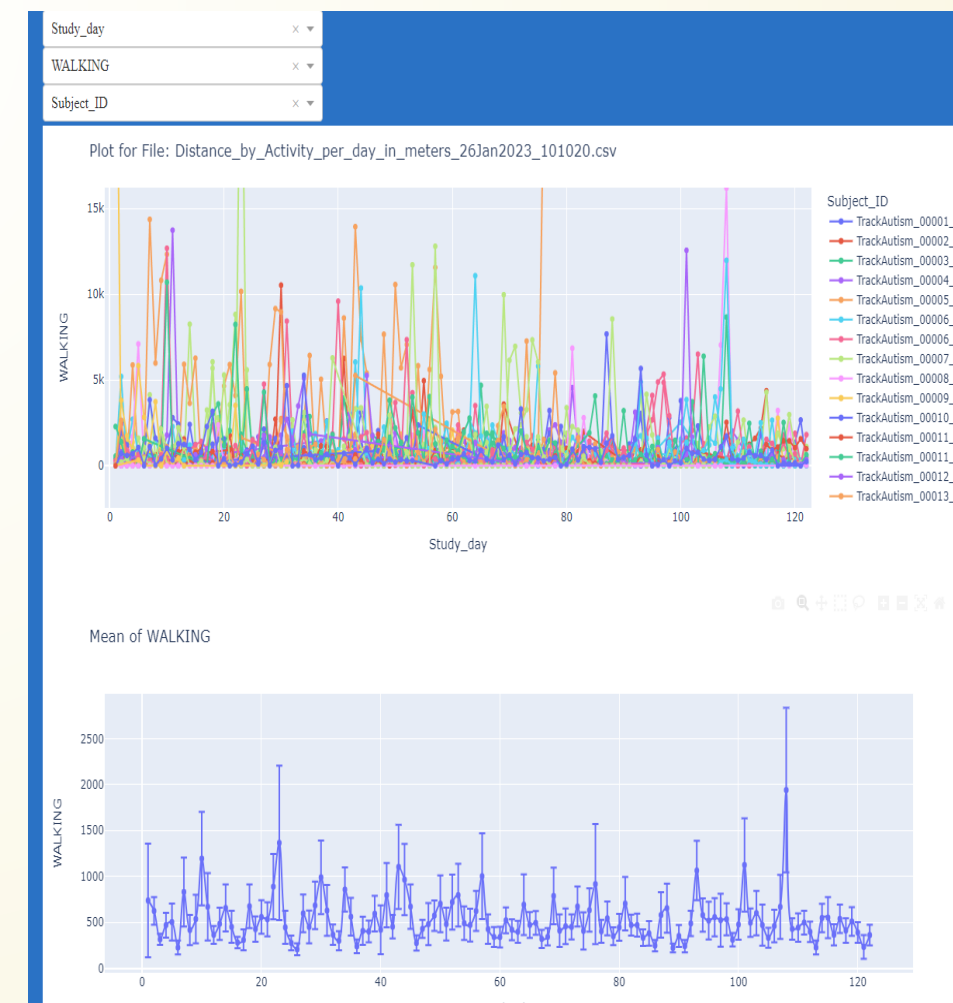 Study_day
WALKING
Subject_ID
Plot for File: Distance_by_Activity_per_day_in_meters_26Jan2023_101020.csv
Subject_ID
TrackAutism_00001_
TrackAutism_00002_
TrackAutism_00003_
TrackAutism_00004_
TrackAutism_00005_
TrackAutism_00006_
TrackAutism_00006_
TrackAutism_00007_
TrackAutism_00008_
TrackAutism_00009_
TrackAutism_00010_
TrackAutism_00011_
TrackAutism_00011_
TrackAutism_00012_
TrackAutism_00013_
15k
10k
5k
0
WALKING
0 20 40 60 80 100 120
Study_day
Mean of WALKING
2500
2000
1500
1000
500
0
WALKING
0 20 40 60 80 100 120